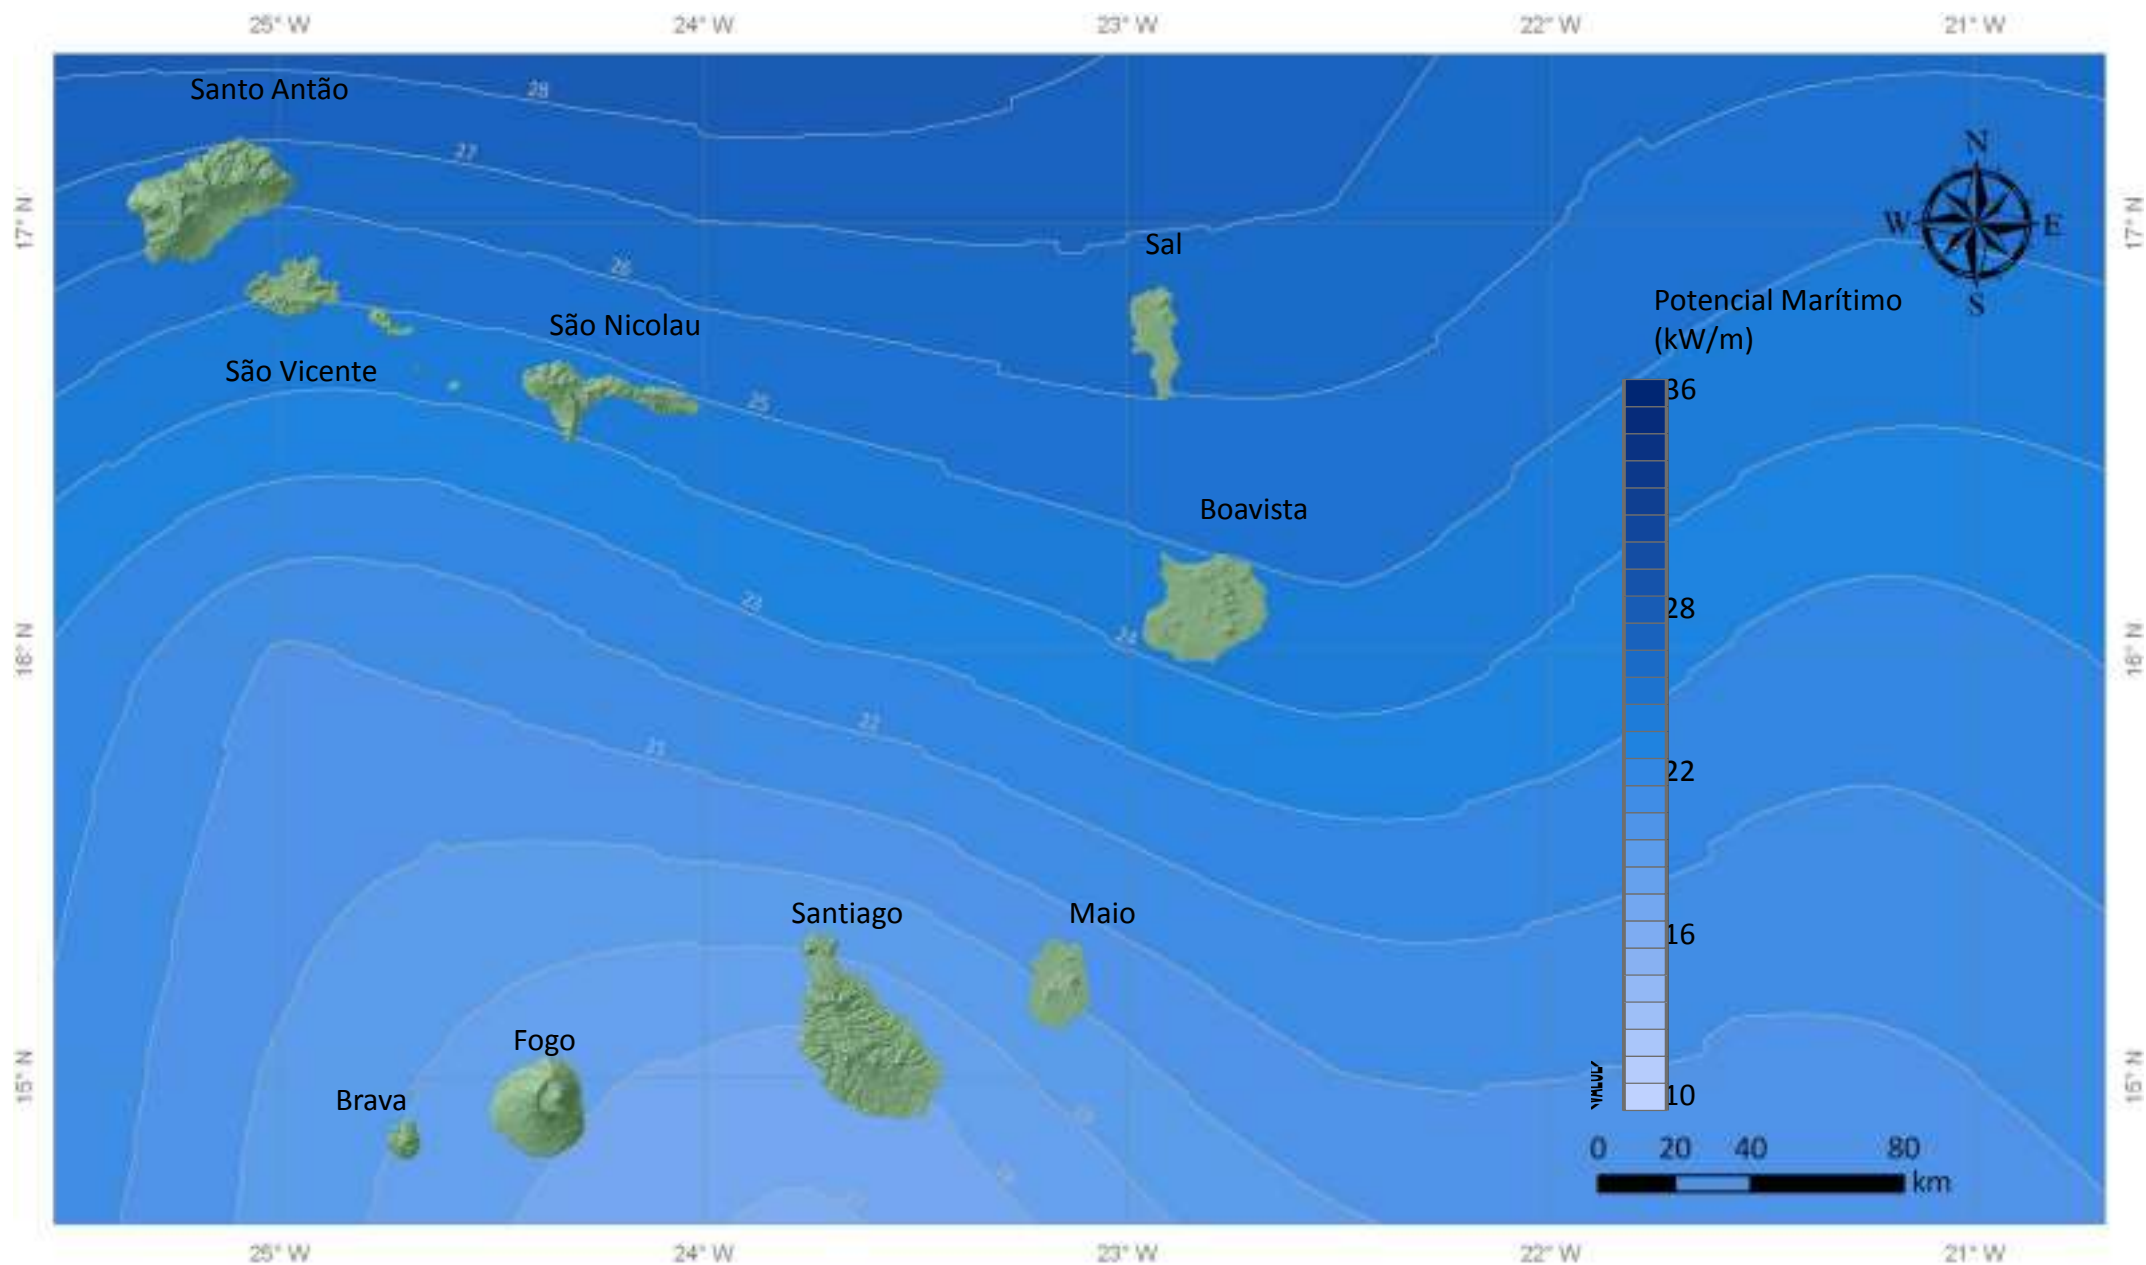 25° W
24° W
23° W
22° W
21° W
Santo Antão
28
27
N
17° N
W
E
17° N
Sal
26
S
Potencial Marítimo
(kW/m)
São Nicolau
São Vicente
36
25
Boavista
23
28
24
16° N
16° N
22
21
22
Santiago
Maio
16
Fogo
15° N
15° N
Brava
10
0 20 40 80
km
25° W
24° W
23° W
22° W
21° W